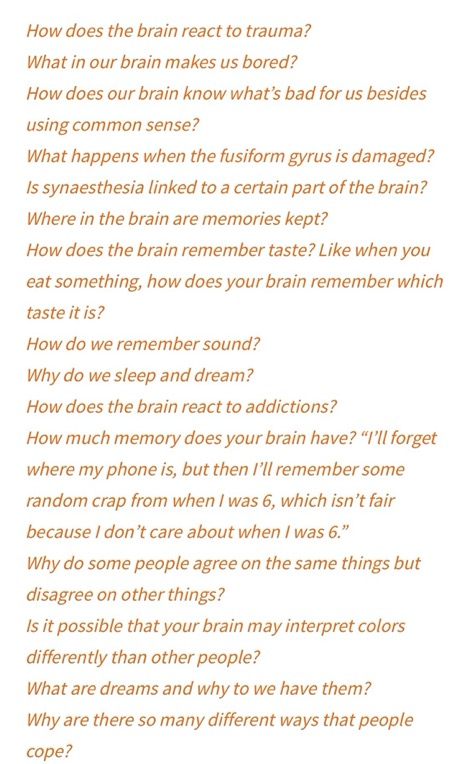 How does the brain react to trauma?
What in our brain makes us bored?
How does our brain know what’s bad for us besides
using common sense?
What happens when the fusiform gyrus is damaged?
Is synaesthesia linked to a certain part of the brain?
Where in the brain are memories kept?
How does the brain remember taste? Like when you
eat something, how does your brain remember which
taste it is?
How do we remember sound?
Why do we sleep and dream?
How does the brain react to addictions?
How much memory does your brain have? “I’ll forget
where my phone is, but then I’ll remember some
random crap from when I was 6, which isn’t fair
because I don’t care about when I was 6.”
Why do some people agree on the same things but
disagree on other things?
Is it possible that your brain may interpret colors
differently than other people?
What are dreams and why to we have them?
Why are there so many different ways that people
cope?